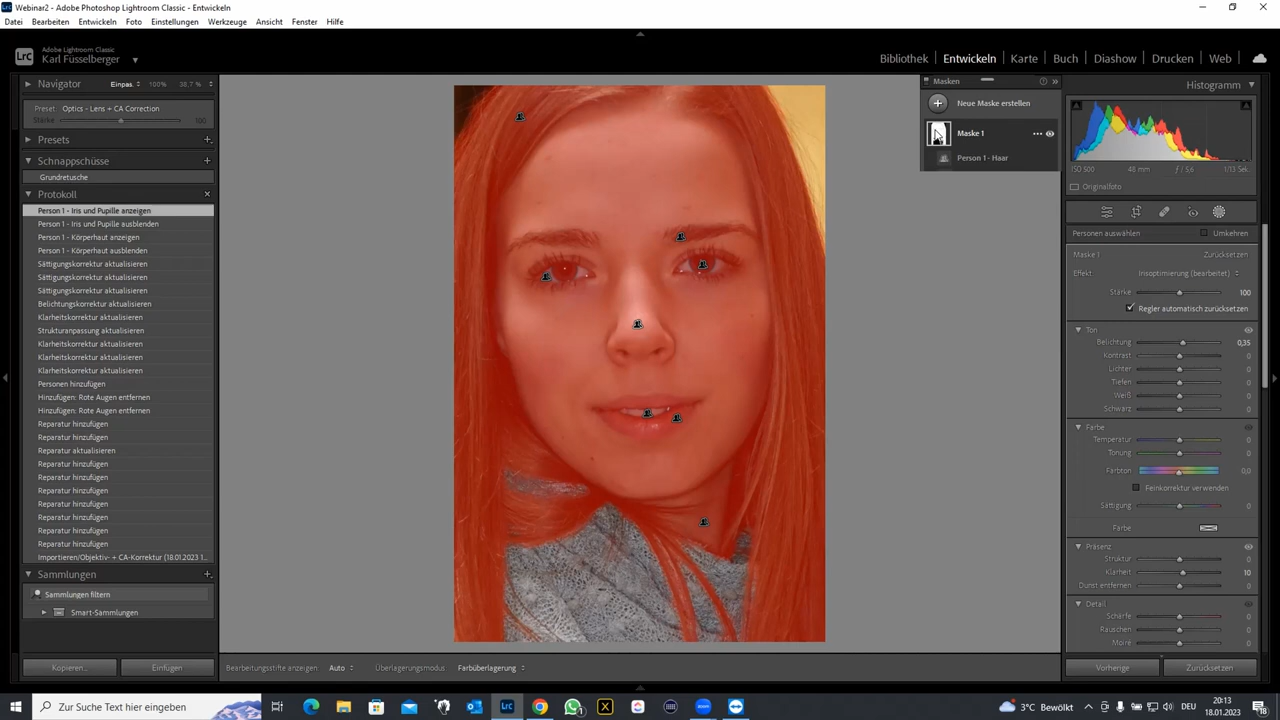 Webinar2 - Adobe Photoshop Lightroom Classic - Entwickeln
Datei Bearbeiten Entwickeln Foto Einstellungen Werkzeuge Ansicht Fenster Hilfe
Lrc
Adobe Lightroom Classic
Karl Füsselberger
Bibliothek Entwickeln Karte Buch Diashow Drucken Web
Navigator Einpas. 100% 38,7 %
Preset Optics - Lens + CA Correction
Stärke 100
Presets
Schnappschüsse
Grundretusche
Protokoll
Person 1 - Iris und Pupille anzeigen
Person 1 - Iris und Pupille ausblenden
Person 1 - Körperhaut anzeigen
Person 1 - Körperhaut ausblenden
Sättigungskorrektur aktualisieren
Sättigungskorrektur aktualisieren
Sättigungskorrektur aktualisieren
Belichtungskorrektur aktualisieren
Klarheitskorrektur aktualisieren
Strukturanpassung aktualisieren
Klarheitskorrektur aktualisieren
Klarheitskorrektur aktualisieren
Klarheitskorrektur aktualisieren
Personen hinzufügen
Hinzufügen: Rote Augen entfernen
Hinzufügen: Rote Augen entfernen
Reparatur hinzufügen
Reparatur hinzufügen
Reparatur aktualisieren
Reparatur hinzufügen
Reparatur hinzufügen
Reparatur hinzufügen
Reparatur hinzufügen
Reparatur hinzufügen
Reparatur hinzufügen
Reparatur hinzufügen
Importieren/Objektiv- + CA-Korrektur (18.01.2023 1...
Sammlungen
Sammlungen filtern
Smart-Sammlungen
Kopieren... Einfügen
Bearbeitungsstifte anzeigen: Auto Überlagerungsmodus: Farbüberlagerung
Masken
Neue Maske erstellen
Maske 1
Person 1 - Haar
Histogramm
ISO 500 48 mm f / 5,6 1/13 Sek.
Originalfoto
Personen auswählen Umkehren
Maske 1 Zurücksetzen
Effekt Insoptimierung (bearbeitet)
Stärke 100
Regler automatisch zurücksetzen
Ton
Belichtung 0,35
Kontrast 0
Lichter 0
Tiefen 0
Weiß 0
Schwarz 0
Farbe
Temperatur 0
Tonung 0
Farbton 0,0
Feinkorrektur verwenden
Sättigung 0
Farbe
Präsenz
Struktur 0
Klarheit 10
Dunst entfernen 0
Detail
Schärfe 0
Rauschen 0
Moire 0
Vorherige Zurücksetzen
Zur Suche Text hier eingeben
Lrc
zoom
3°C Bewölkt
DEU
20:13
18.01.2023
18